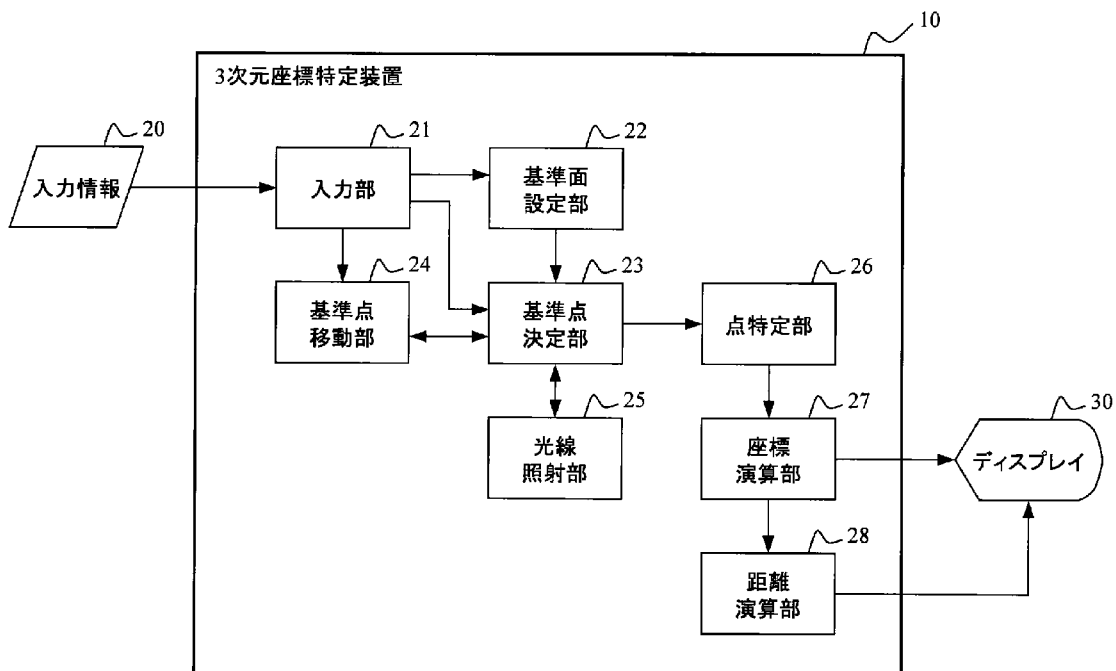 10
3次元座標特定装置
20
入力情報
21
入力部
22
基準面
設定部
24
基準点
移動部
23
基準点
決定部
26
点特定部
25
光線
照射部
27
座標
演算部
30
ディスプレイ
28
距離
演算部